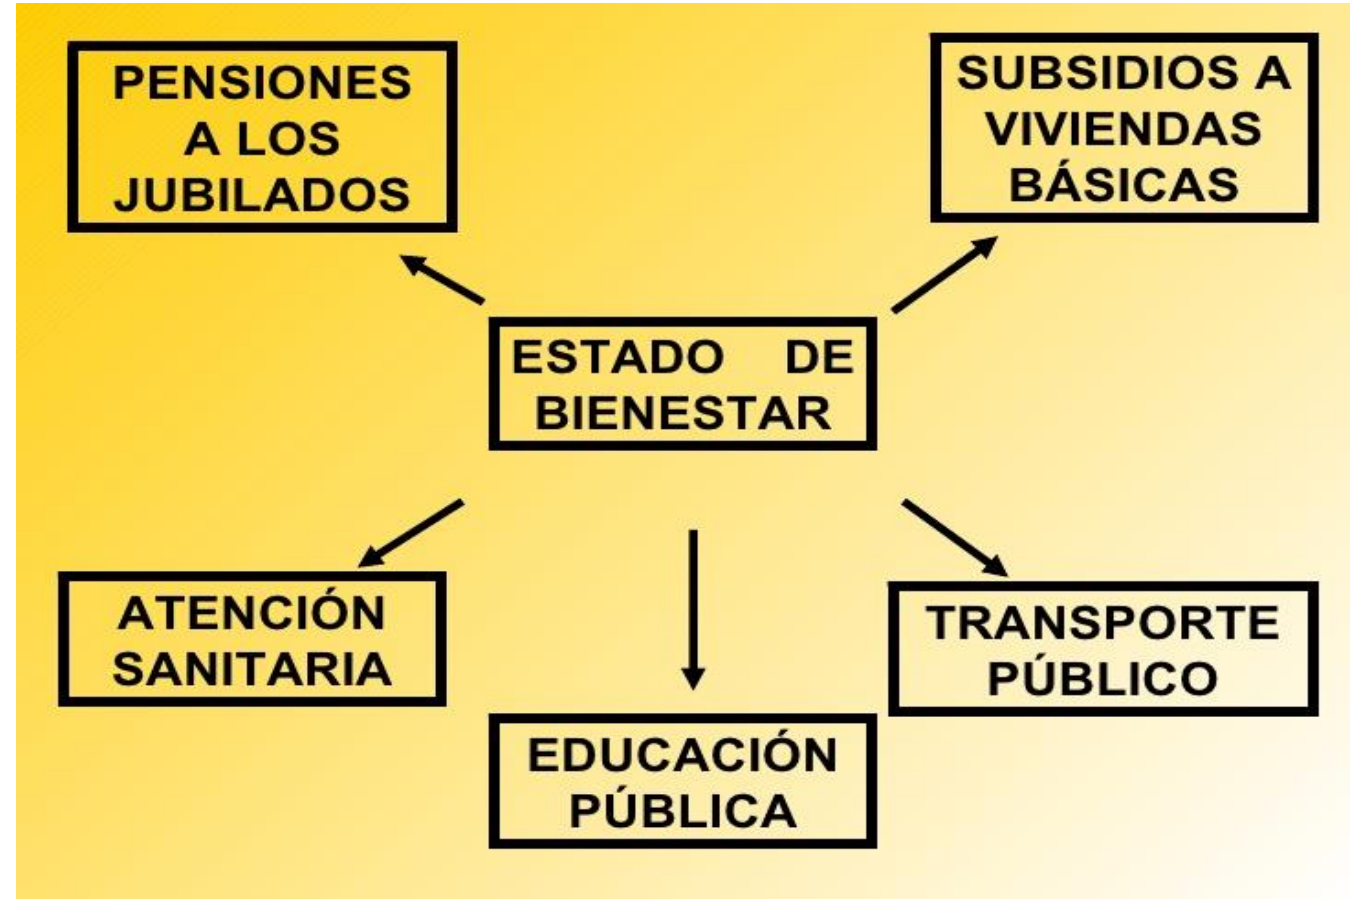 PENSIONES
A LOS
JUBILADOS
SUBSIDIOS A
VIVIENDAS
BÁSICAS
ESTADO DE
BIENESTAR
ATENCIÓN
SANITARIA
TRANSPORTE
PÚBLICO
EDUCACIÓN
PÚBLICA